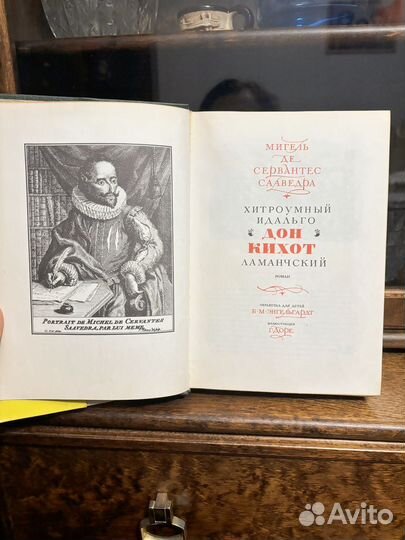 PORTRAIT DE MICHEL DE CERVANTES
SAAVEDRA, PAR LUI MEME
МИГЕЛЬ
ДЕ
СЕРВАНТЕС
СААВЕДРА
ХИТРОУМНЫЙ
ИДАЛЬГО
ДОН
КИХОТ
ЛАМАНЧСКИЙ
РОМАН
ОБРАБОТКА ДЛЯ ДЕТЕЙ
Б·М·ЭНГЕЛЬГАРДТ
ИЛЛЮСТРАЦИИ
Г·ДОРЕ
Avito